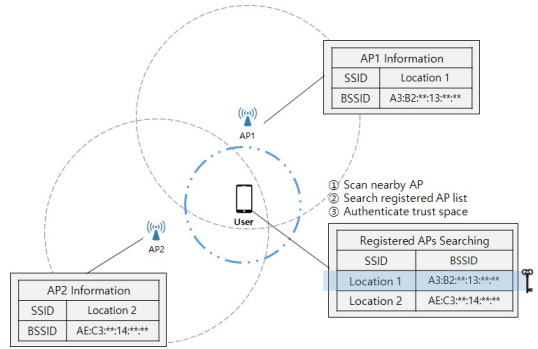 AP1 Information
SSID Location 1
BSSID A3:B2:**:13:**:**
AP1
① Scan nearby AP
② Search registered AP list
③ Authenticate trust space
User
AP2
Registered APs Searching
SSID BSSID
Location 1 A3:B2:**:13:**:**
Location 2 AE:C3:**:14:**:**
AP2 Information
SSID Location 2
BSSID AE:C3:**:14:**:**